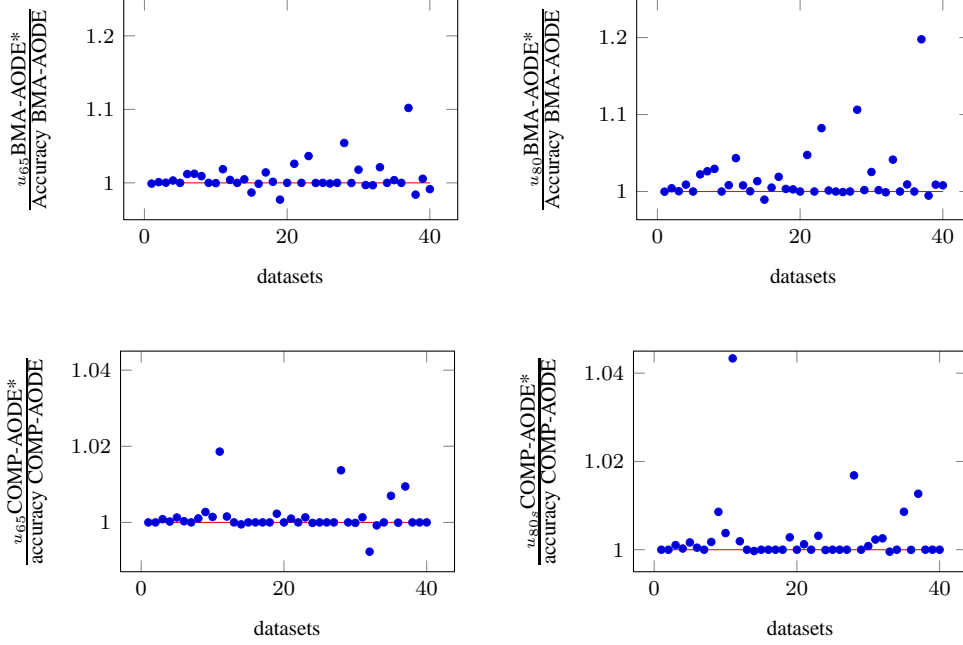 u65BMA-AODE*
Accuracy BMA-AODE
1.2
1.1
1
0
20
40
datasets
u80BMA-AODE*
Accuracy BMA-AODE
1.2
1.1
1
0
20
40
datasets
u65COMP-AODE*
accuracy COMP-AODE
1.04
1.02
1
0
20
40
datasets
u80sCOMP-AODE*
accuracy COMP-AODE
1.04
1.02
1
0
20
40
datasets